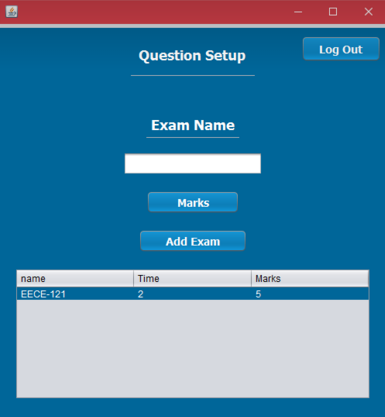 Question Setup
Log Out
Exam Name
Marks
Add Exam
name Time Marks
EECE-121 2 5